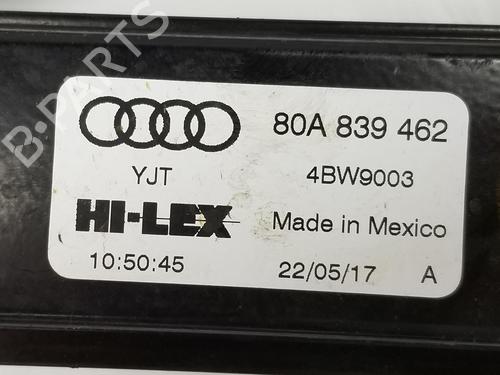 B-PARTS
80A 839 462
YJT 4BW9003
HI-LEX Made in Mexico
10:50:45 22/05/17 A